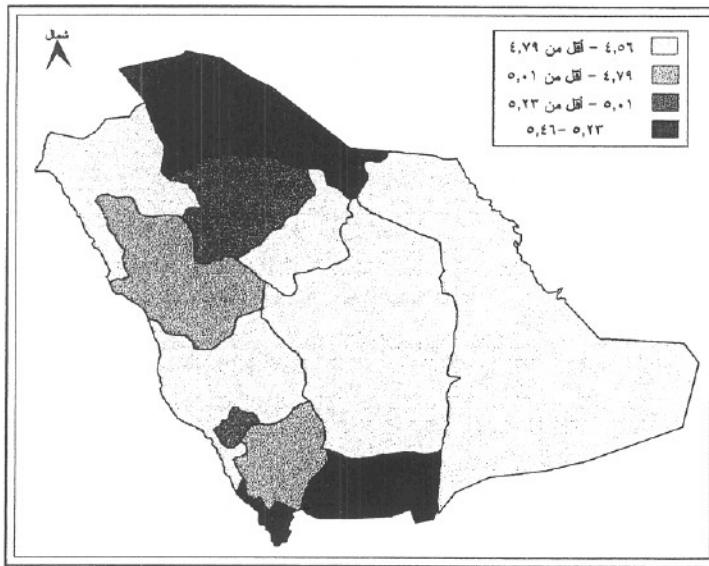 شمال
٤,٥٦ - أقل من ٤,٧٩
٤,٧٩ - أقل من ٥,٠١
٥,٠١ - أقل من ٥,٢٣
٥,٢٣ - ٥,٤٦